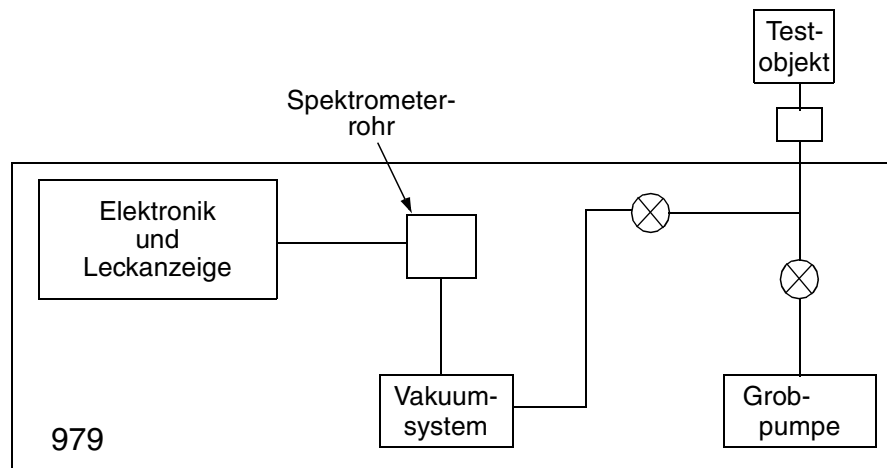 Test-
objekt
Spektrometer-
rohr
Elektronik
und
Leckanzeige
Vakuum-
system
Grob-
pumpe
979